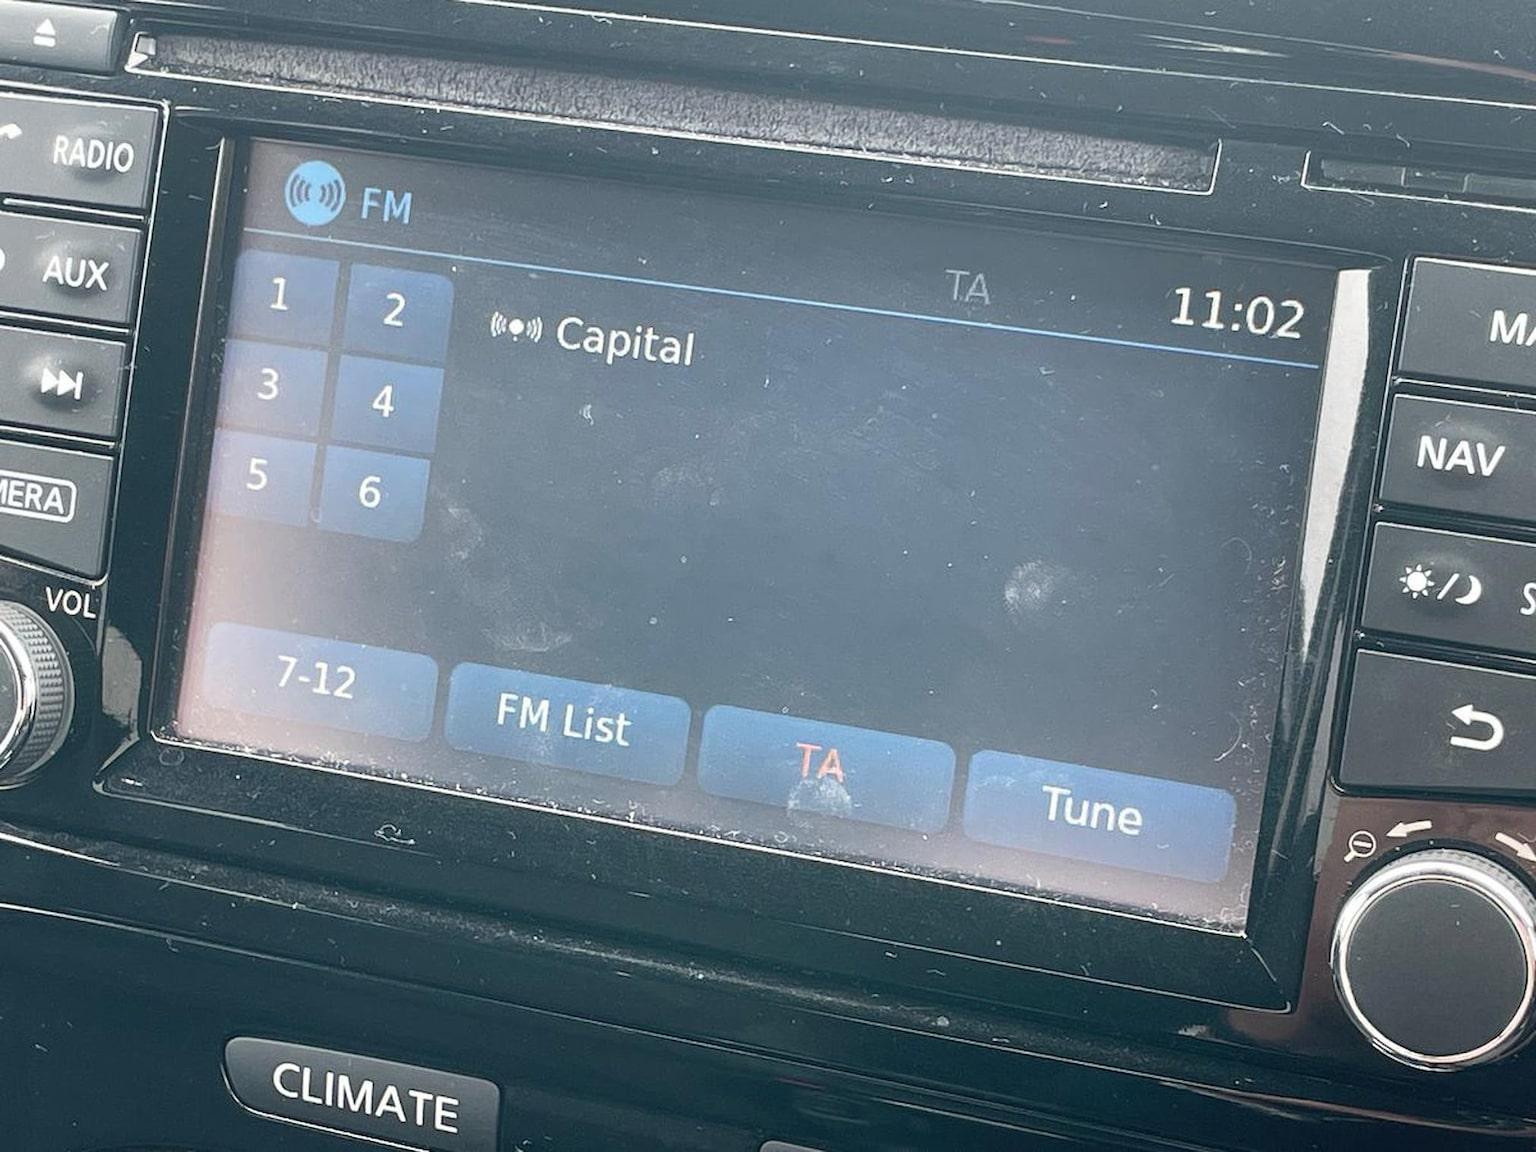 RADIO
AUX
VOL
FM
TA
11:02
1
2
3
4
5
6
Capital
7-12
FM List
TA
Tune
NAV
CLIMATE